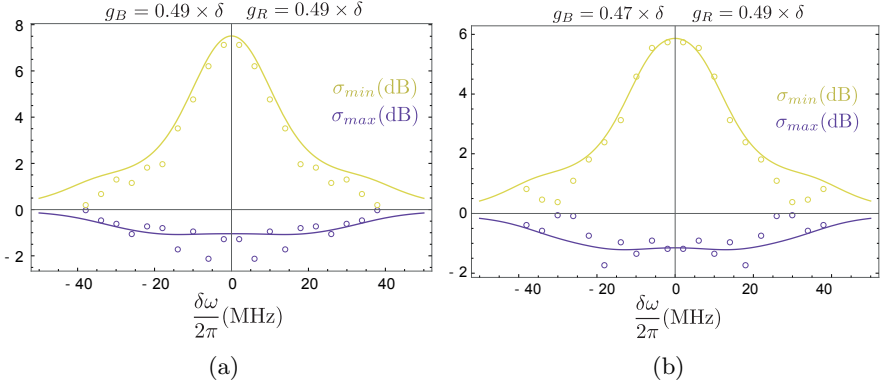 g_B = 0.49 × δ g_R = 0.49 × δ
8
6
4
2
0
- 2
σ_min(dB)
σ_max(dB)
- 40 - 20 0 20 40
δω/2π (MHz)
(a)
g_B = 0.47 × δ g_R = 0.49 × δ
6
4
2
0
- 2
σ_min(dB)
σ_max(dB)
- 40 - 20 0 20 40
δω/2π (MHz)
(b)